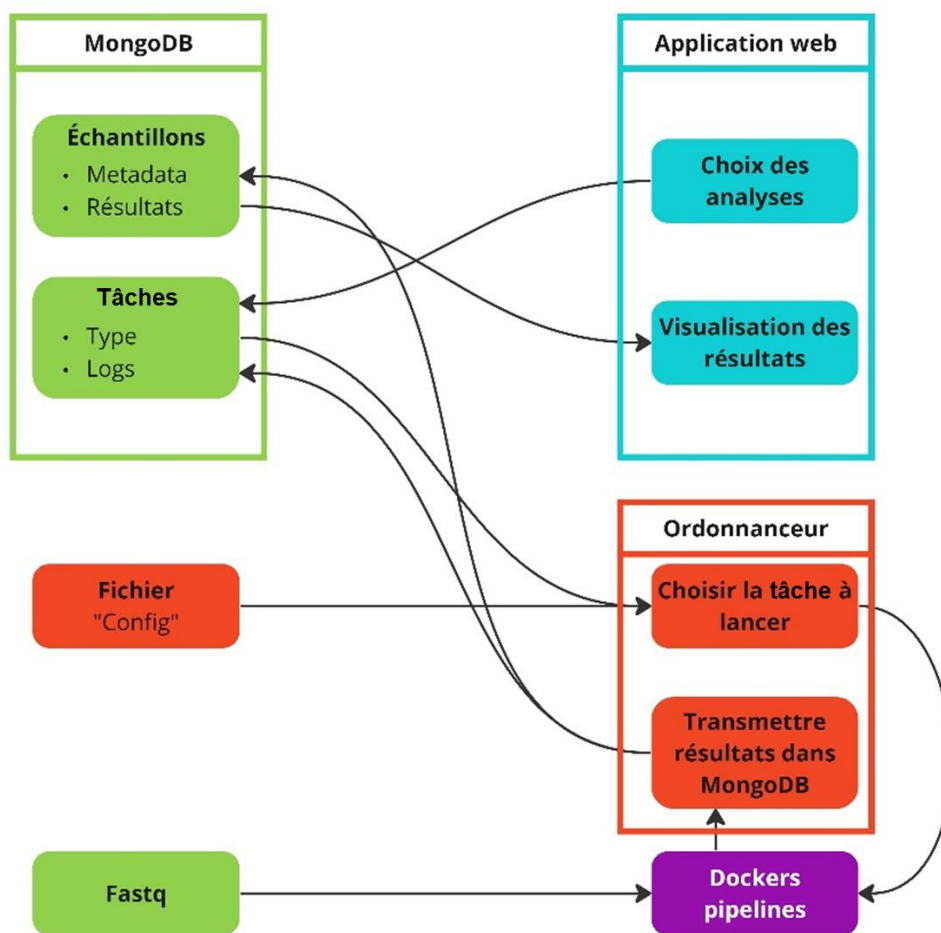 MongoDB
Échantillons
• Metadata
• Résultats
Tâches
• Type
• Logs
Application web
Choix des
analyses
Visualisation des
résultats
Fichier
"Config"
Ordonnanceur
Choisir la tâche à
lancer
Transmettre
résultats dans
MongoDB
Fastq
Dockers
pipelines